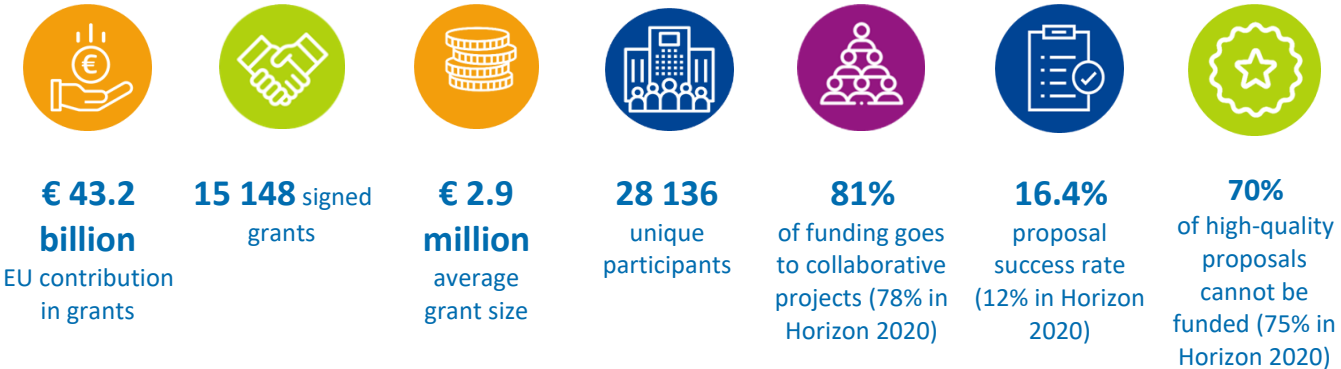 € 43.2
billion
EU contribution
in grants
15 148 signed
grants
€ 2.9
million
average
grant size
28 136
unique
participants
81%
of funding goes
to collaborative
projects (78% in
Horizon 2020)
16.4%
proposal
success rate
(12% in Horizon
2020)
70%
of high-quality
proposals
cannot be
funded (75% in
Horizon 2020)